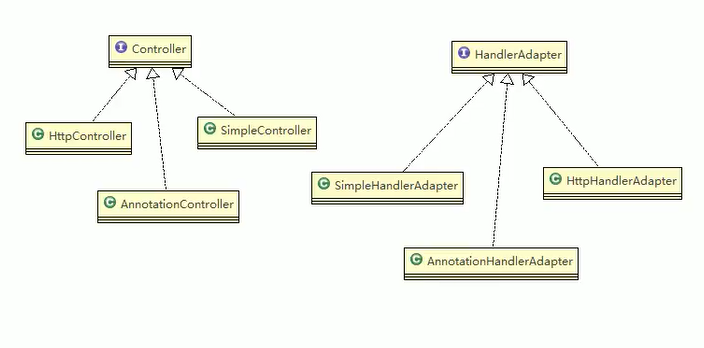 I Controller
I HandlerAdapter
C HttpController
C SimpleController
C AnnotationController
C SimpleHandlerAdapter
C HttpHandlerAdapter
C AnnotationHandlerAdapter